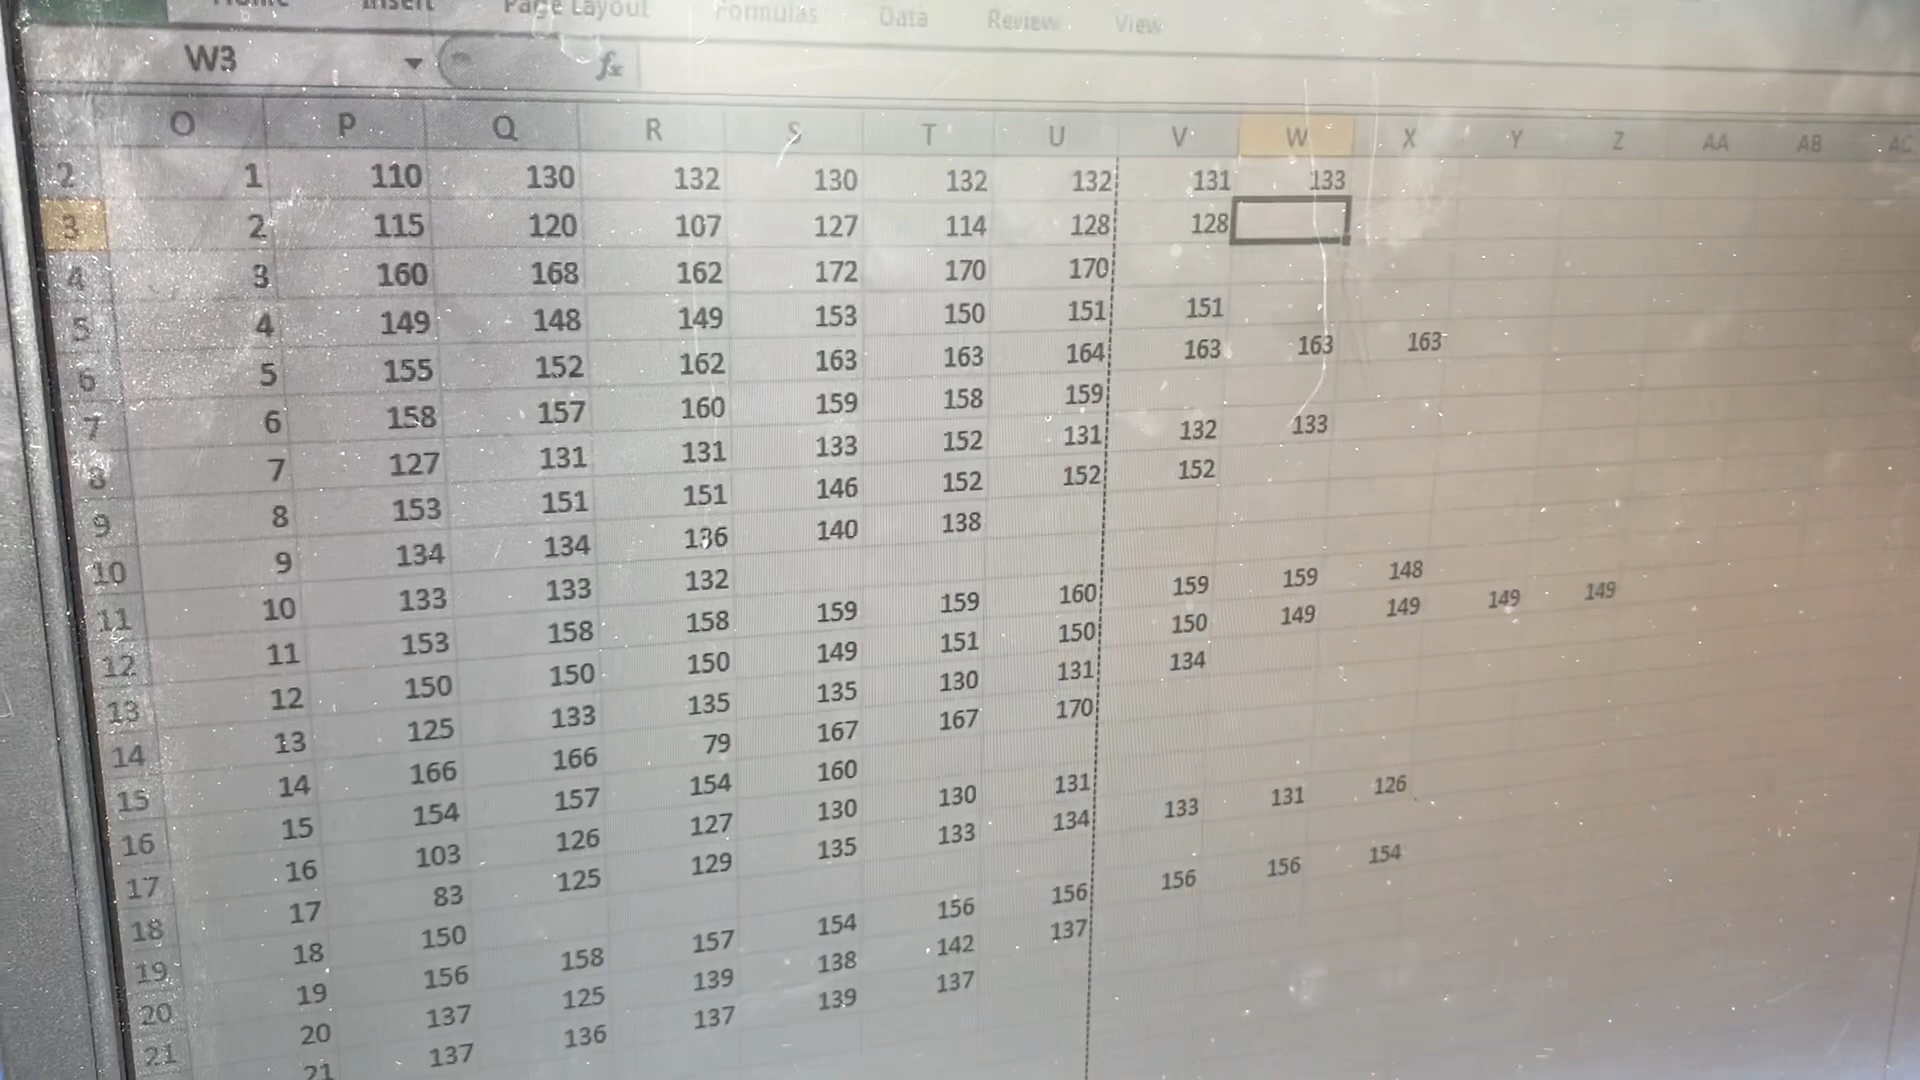 Home Insert Page Layout Formulas Data Review View
W3 fx
O P Q R S T U V W X Y Z AA AB AC
2 1 110 130 132 130 132 132 131 133
3 2 115 120 107 127 114 128 128
4 3 160 168 162 172 170 170
5 4 149 148 149 153 150 151 151
6 5 155 152 162 163 163 164 163 163 163
7 6 158 157 160 159 158 159
8 7 127 131 131 133 152 131 132 133
9 8 153 151 151 146 152 152 152
10 9 134 134 136 140 138
11 10 133 133 132
12 11 153 158 158 159 159 160 159 159 148
13 12 150 150 150 149 151 150 150 149 149 149 149
14 13 125 133 135 135 130 131 134
15 14 166 166 79 167 167 170
16 15 154 157 154 160
17 16 103 126 127 130 130 131
18 17 83 125 129 135 133 134 133 131 126
19 18 150
20 19 156 158 157 154 156 156 156 156 154
21 20 137 125 139 138 142 137
21 137 136 137 139 137